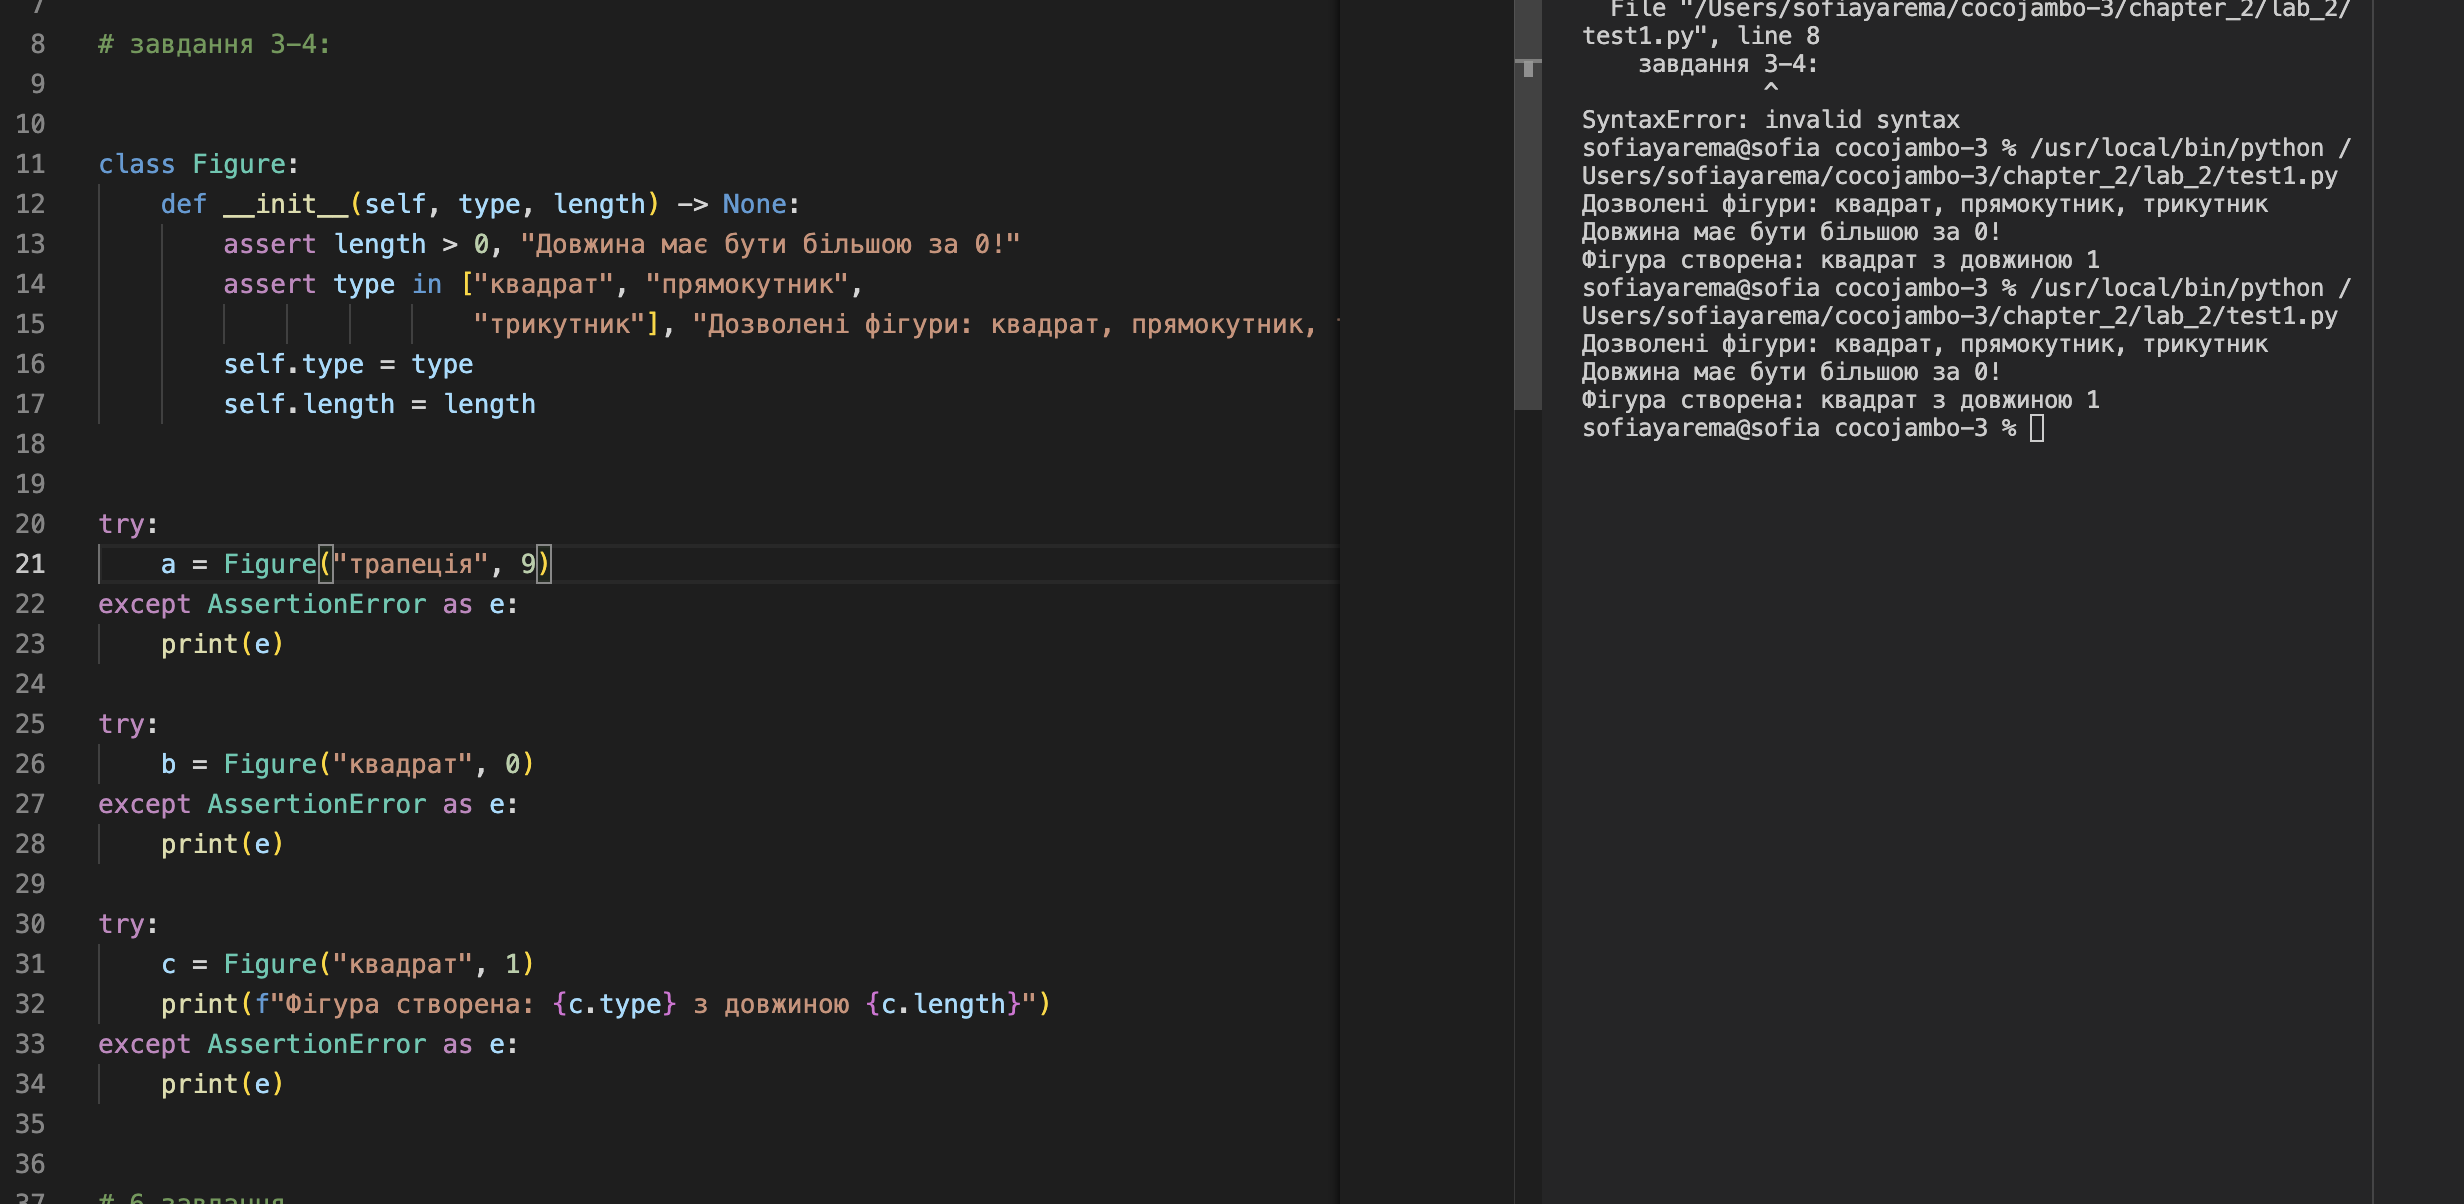 7
8 # завдання 3-4:
9
10
11 class Figure:
12     def __init__(self, type, length) -> None:
13         assert length > 0, "Довжина має бути більшою за 0!"
14         assert type in ["квадрат", "прямокутник",
15                         "трикутник"], "Дозволені фігури: квадрат, прямокутник,
16         self.type = type
17         self.length = length
18
19
20 try:
21     a = Figure("трапеція", 9)
22 except AssertionError as e:
23     print(e)
24
25 try:
26     b = Figure("квадрат", 0)
27 except AssertionError as e:
28     print(e)
29
30 try:
31     c = Figure("квадрат", 1)
32     print(f"Фігура створена: {c.type} з довжиною {c.length}")
33 except AssertionError as e:
34     print(e)
35
36
37 # 6 завдання
File "/Users/sofiayarema/cocojambo-3/chapter_2/lab_2/
test1.py", line 8
    завдання 3-4:
             ^
SyntaxError: invalid syntax
sofiayarema@sofia cocojambo-3 % /usr/local/bin/python /
Users/sofiayarema/cocojambo-3/chapter_2/lab_2/test1.py
Дозволені фігури: квадрат, прямокутник, трикутник
Довжина має бути більшою за 0!
Фігура створена: квадрат з довжиною 1
sofiayarema@sofia cocojambo-3 % /usr/local/bin/python /
Users/sofiayarema/cocojambo-3/chapter_2/lab_2/test1.py
Дозволені фігури: квадрат, прямокутник, трикутник
Довжина має бути більшою за 0!
Фігура створена: квадрат з довжиною 1
sofiayarema@sofia cocojambo-3 %